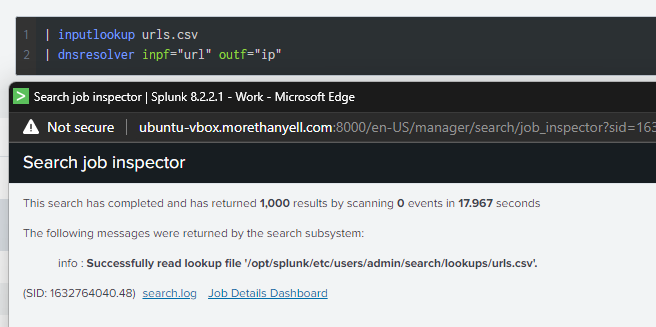 1 | inputlookup urls.csv
2 | dnsresolver inpf="url" outf="ip"
Search job inspector | Splunk 8.2.2.1 - Work - Microsoft Edge
Not secure | ubuntu-vbox.morethanyell.com:8000/en-US/manager/search/job_inspector?sid=163
Search job inspector
This search has completed and has returned 1,000 results by scanning 0 events in 17.967 seconds
The following messages were returned by the search subsystem:
info : Successfully read lookup file '/opt/splunk/etc/users/admin/search/lookups/urls.csv'.
(SID: 1632764040.48) search.log Job Details Dashboard